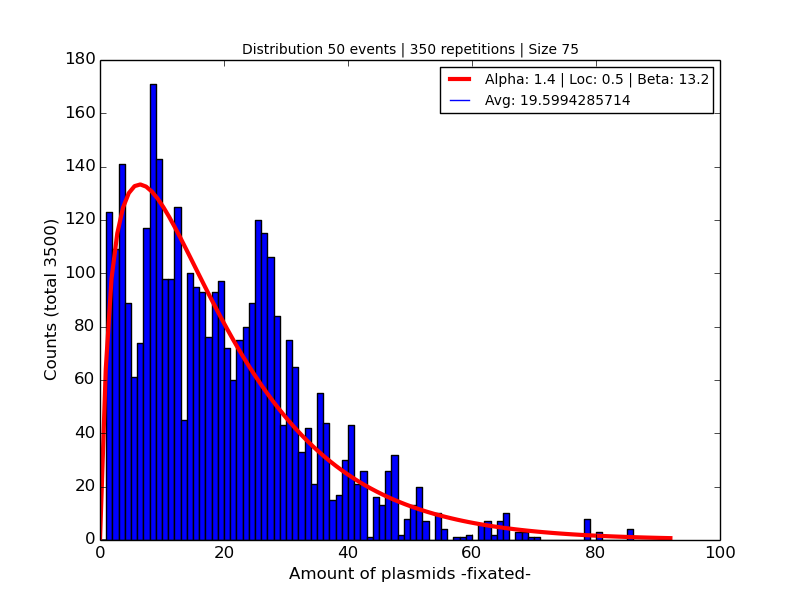 Distribution 50 events | 350 repetitions | Size 75
Alpha: 1.4 | Loc: 0.5 | Beta: 13.2
Avg: 19.5994285714
Counts (total 3500)
180
160
140
120
100
80
60
40
20
0
0 20 40 60 80 100
Amount of plasmids -fixated-